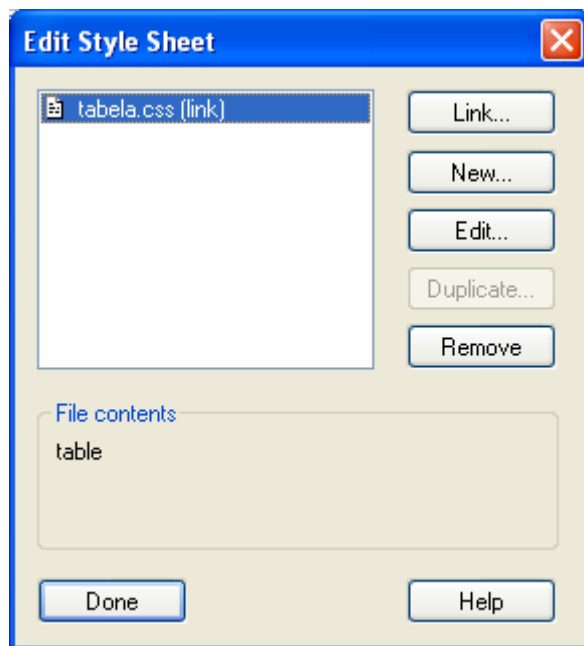 Edit Style Sheet
tabela.css (link)
Link...
New...
Edit...
Duplicate...
Remove
File contents
table
Done
Help